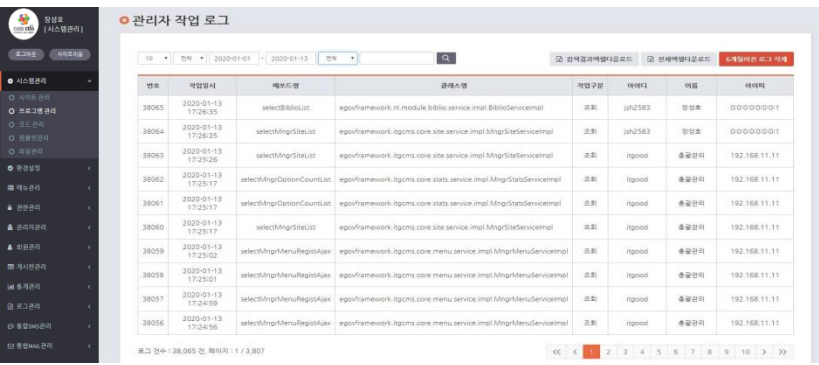 CUBE CMS
장성호
[시스템관리]
로그아웃 사이트이동
시스템관리
사이트 관리
프로그램 관리
코드 관리
템플릿관리
파일관리
환경설정
메뉴관리
권한관리
관리자관리
회원관리
게시판관리
통계관리
로그관리
통합SMS관리
통합MAIL관리
관리자 작업 로그
10 전체 2020-01-01 - 2020-01-13 전체 검색결과엑셀다운로드 전체엑셀다운로드 6개월이전 로그 삭제
번호 작업일시 메쏘드명 클래스명 작업구분 아이디 이름 아이피
38065 2020-01-13 17:26:35 selectBiblioList egovframework.nl.module.biblio.service.impl.BiblioServiceImpl 조회 jsh2583 장성호 0:0:0:0:0:0:0:1
38064 2020-01-13 17:26:35 selectMngrSiteList egovframework.itgcms.core.site.service.impl.MngrSiteServiceImpl 조회 jsh2583 장성호 0:0:0:0:0:0:0:1
38063 2020-01-13 17:25:26 selectMngrSiteList egovframework.itgcms.core.site.service.impl.MngrSiteServiceImpl 조회 itgood 총괄관리 192.168.11.11
38062 2020-01-13 17:25:17 selectMngrOptionCountList egovframework.itgcms.core.stats.service.impl.MngrStatsServiceImpl 조회 itgood 총괄관리 192.168.11.11
38061 2020-01-13 17:25:17 selectMngrOptionCountList egovframework.itgcms.core.stats.service.impl.MngrStatsServiceImpl 조회 itgood 총괄관리 192.168.11.11
38060 2020-01-13 17:25:17 selectMngrSiteList egovframework.itgcms.core.site.service.impl.MngrSiteServiceImpl 조회 itgood 총괄관리 192.168.11.11
38059 2020-01-13 17:25:02 selectMngrMenuRegistAjax egovframework.itgcms.core.menu.service.impl.MngrMenuServiceImpl 조회 itgood 총괄관리 192.168.11.11
38058 2020-01-13 17:25:01 selectMngrMenuRegistAjax egovframework.itgcms.core.menu.service.impl.MngrMenuServiceImpl 조회 itgood 총괄관리 192.168.11.11
38057 2020-01-13 17:24:59 selectMngrMenuRegistAjax egovframework.itgcms.core.menu.service.impl.MngrMenuServiceImpl 조회 itgood 총괄관리 192.168.11.11
38056 2020-01-13 17:24:56 selectMngrMenuRegistAjax egovframework.itgcms.core.menu.service.impl.MngrMenuServiceImpl 조회 itgood 총괄관리 192.168.11.11
로그 건수 : 38,065 건, 페이지 : 1 / 3,807 1 2 3 4 5 6 7 8 9 10